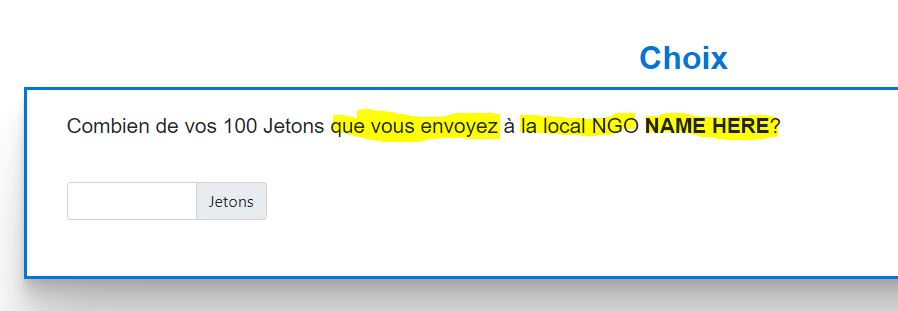 Choix
Combien de vos 100 Jetons que vous envoyez à la local NGO NAME HERE?
Jetons